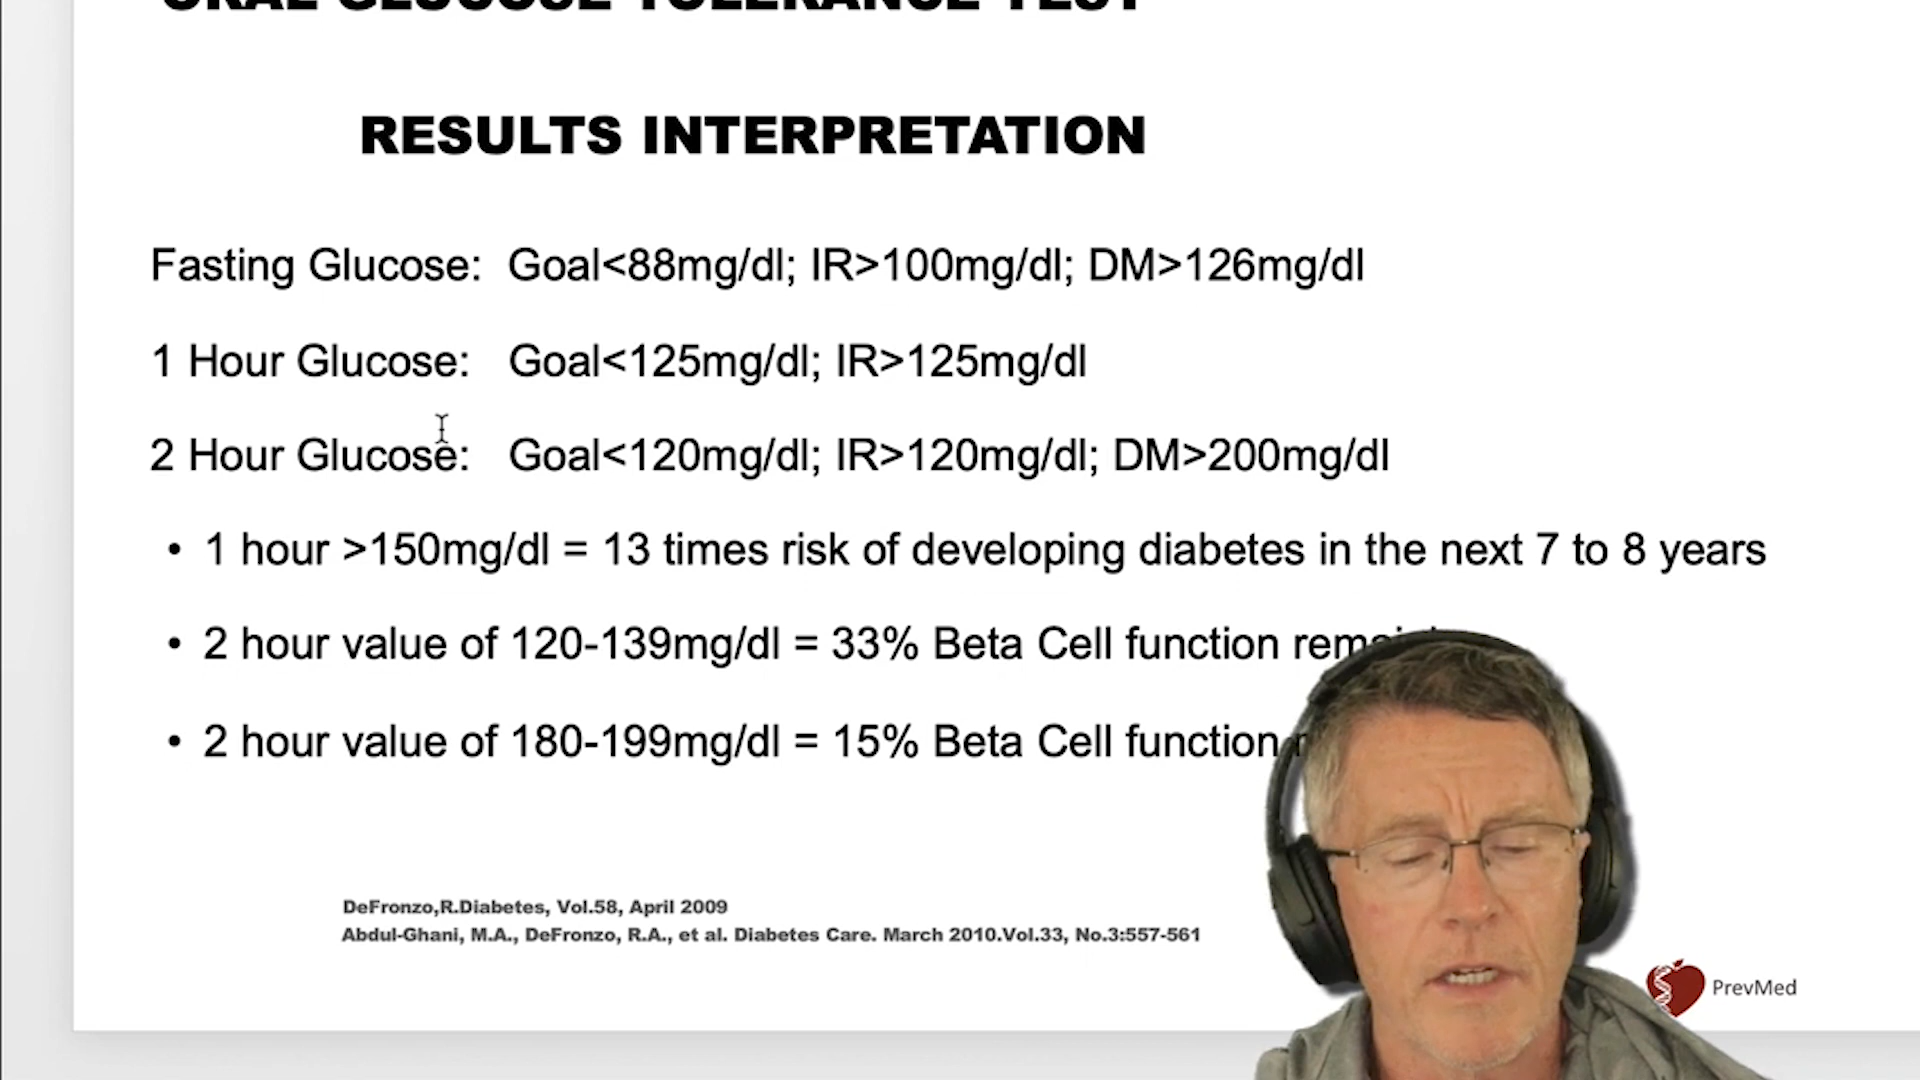 ORAL GLUCOSE TOLERANCE TEST
RESULTS INTERPRETATION
Fasting Glucose: Goal<88mg/dl; IR>100mg/dl; DM>126mg/dl
1 Hour Glucose: Goal<125mg/dl; IR>125mg/dl
2 Hour Glucose: Goal<120mg/dl; IR>120mg/dl; DM>200mg/dl
• 1 hour >150mg/dl = 13 times risk of developing diabetes in the next 7 to 8 years
• 2 hour value of 120-139mg/dl = 33% Beta Cell function
• 2 hour value of 180-199mg/dl = 15% Beta Cell function
DeFronzo,R.Diabetes, Vol.58, April 2009
Abdul-Ghani, M.A., DeFronzo, R.A., et al. Diabetes Care. March 2010.Vol.33, No.3:557-561
PrevMed